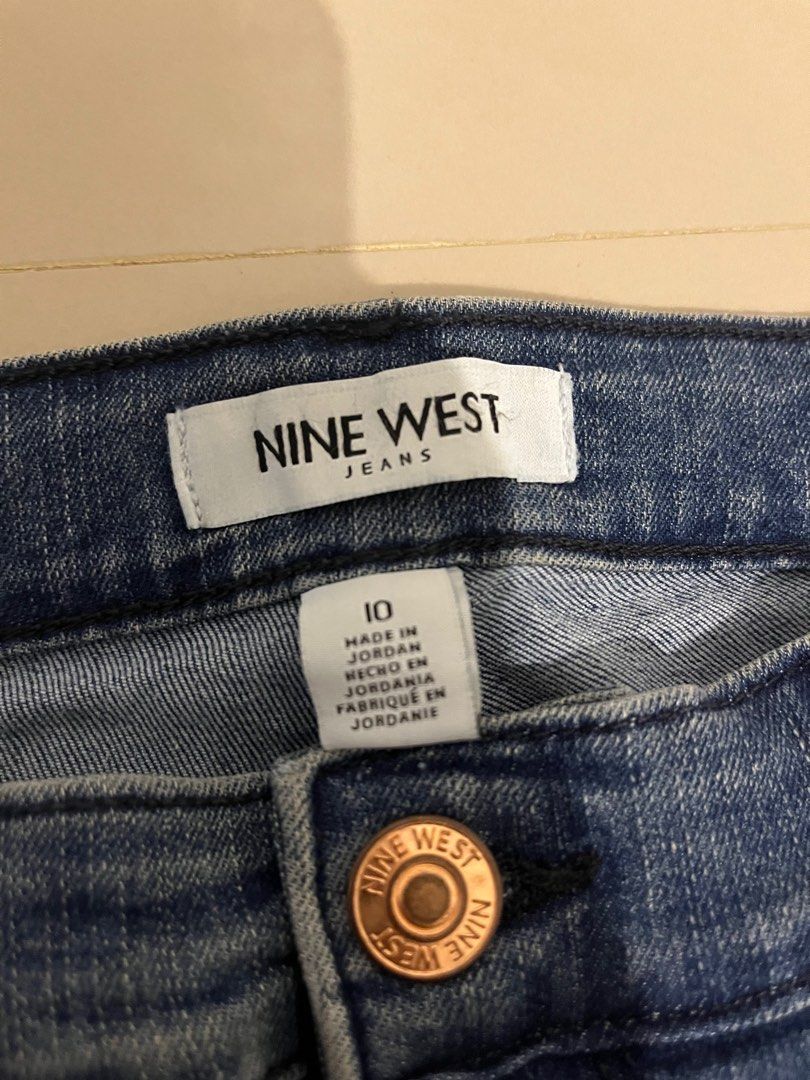 NINE WEST
JEANS
10
MADE IN
JORDAN
HECHO EN
JORDANIA
FABRIQUÉ EN
JORDANIE
NINE WEST
NINE WEST